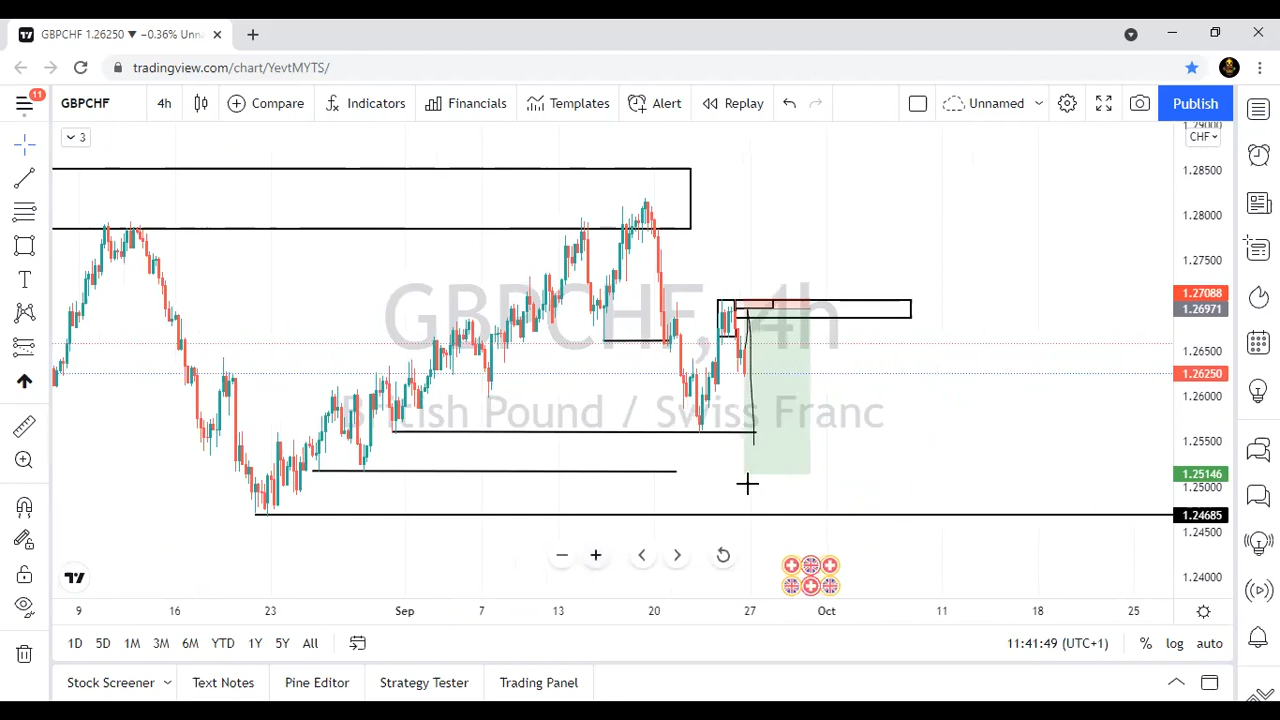 GBPCHF 1.26250 ▼ −0.36% Unna
tradingview.com/chart/YevtMYTS/
11
GBPCHF
4h
Compare
Indicators
Financials
Templates
Alert
Replay
Unnamed
Publish
3
1.29000
CHF
1.28500
1.28000
1.27500
1.27088
1.26971
1.26500
1.26250
1.26000
1.25500
1.25146
1.25000
1.24685
1.24500
1.24000
GBPCHF, 4h
British Pound / Swiss Franc
9 16 23 Sep 7 13 20 27 Oct 11 18 25
1D 5D 1M 3M 6M YTD 1Y 5Y All
11:41:49 (UTC+1)
% log auto
Stock Screener Text Notes Pine Editor Strategy Tester Trading Panel